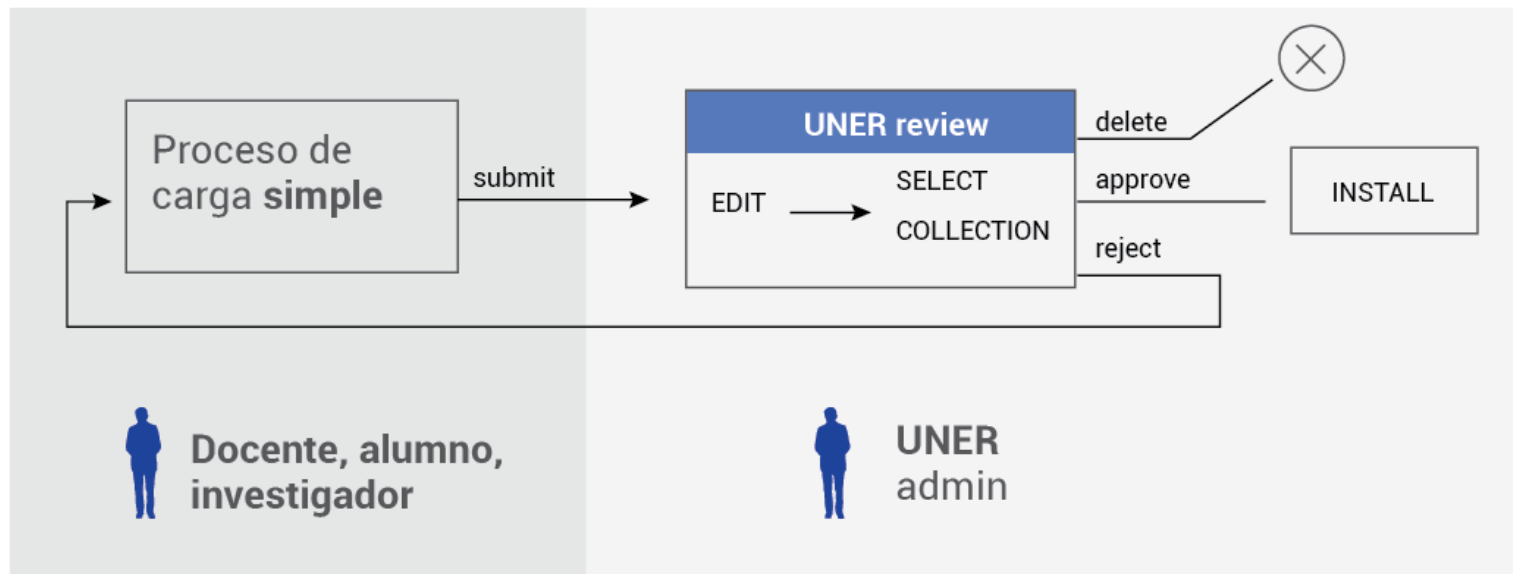 Proceso de
carga simple
submit
UNER review
EDIT
SELECT
COLLECTION
delete
approve
reject
INSTALL
Docente, alumno,
investigador
UNER
admin